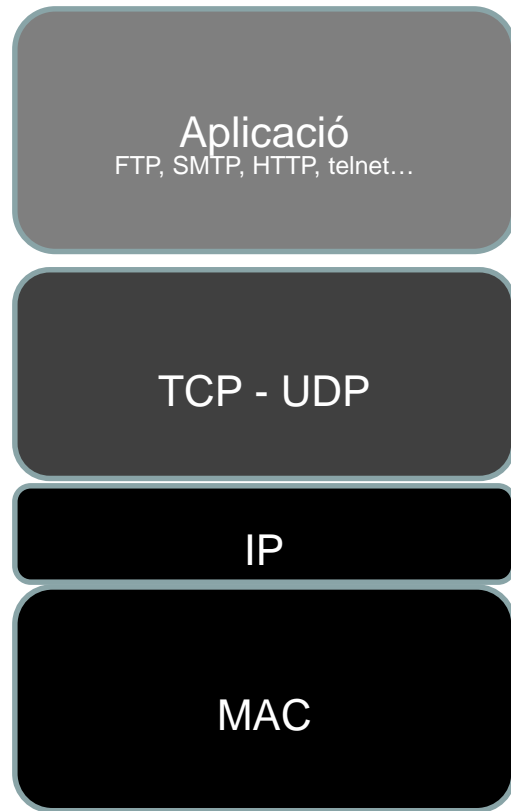 Aplicació
FTP, SMTP, HTTP, telnet…
TCP - UDP
IP
MAC